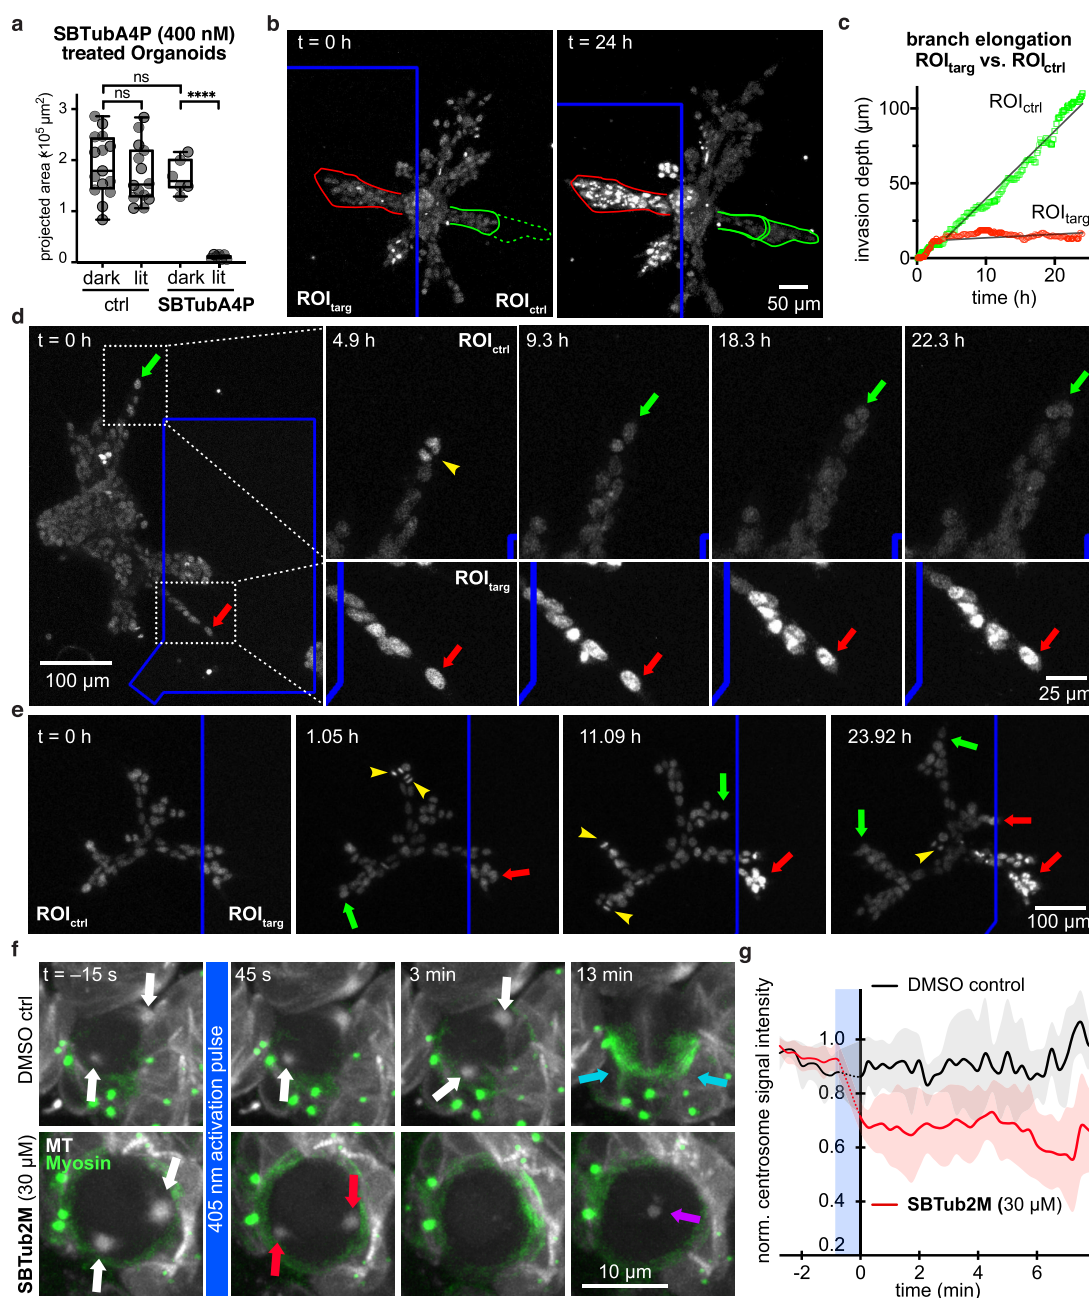 a
SBTubA4P (400 nM)
treated Organoids
ns
ns
****
projected area (×10⁵ µm²)
3
2
1
0
dark lit dark lit
ctrl SBTubA4P
b
t = 0 h
t = 24 h
ROItarg
ROIctrl
50 µm
c
branch elongation
ROItarg vs. ROIctrl
invasion depth (µm)
100
50
0
ROIctrl
ROItarg
0 10 20
time (h)
d
t = 0 h
100 µm
4.9 h
ROIctrl
9.3 h
18.3 h
22.3 h
ROItarg
25 µm
e
t = 0 h
ROIctrl
ROItarg
1.05 h
11.09 h
23.92 h
100 µm
f
DMSO ctrl
SBTub2M (30 µM)
t = –15 s
405 nm activation pulse
45 s
3 min
13 min
MT
Myosin
10 µm
g
norm. centrosome signal intensity
DMSO control
1.0
0.8
0.6
0.4
0.2
SBTub2M (30 µM)
-2 0 2 4 6
time (min)